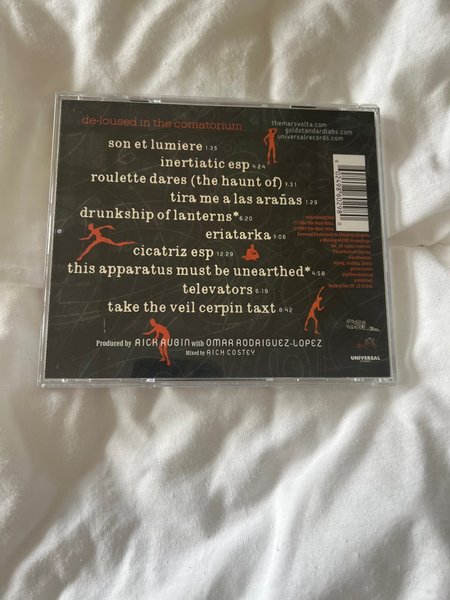 de-loused in the comatorium
themarsvolta.com
goldstandardlabs.com
universalrecords.com
son et lumiere 1:35
inertiatic esp 4:24
roulette dares (the haunt of) 7:31
tira me a las arañas 1:29
drunkship of lanterns* 6:20
eriatarka 7:06
cicatriz esp 12:29
this apparatus must be unearthed* 4:58
televators 6:19
take the veil cerpin taxt 8:42
Produced by RICK RUBIN with OMAR RODRIGUEZ-LOPEZ
Mixed by RICH COSTEY
GSL
UNIVERSAL